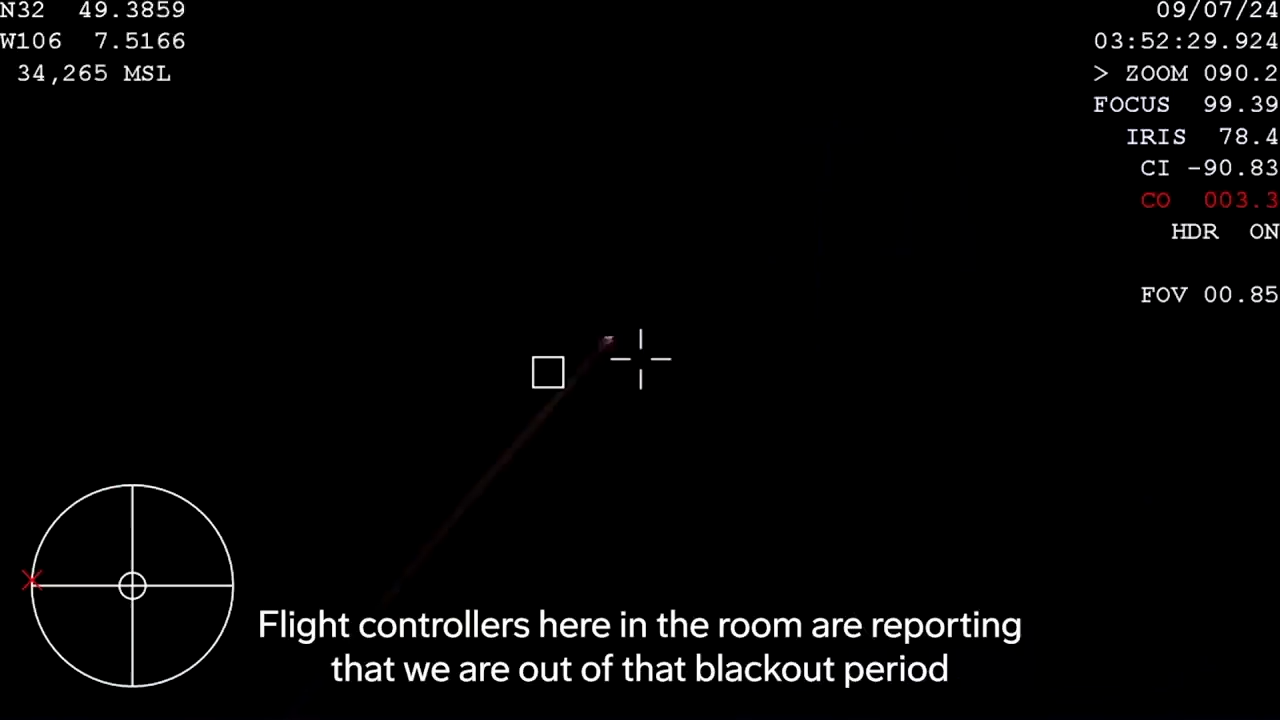 N32 49.3859
W106 7.5166
34,265 MSL
09/07/24
03:52:29.924
> ZOOM 090.2
FOCUS 99.39
IRIS 78.4
CI -90.83
CO 003.3
HDR ON
FOV 00.85
Flight controllers here in the room are reporting
that we are out of that blackout period